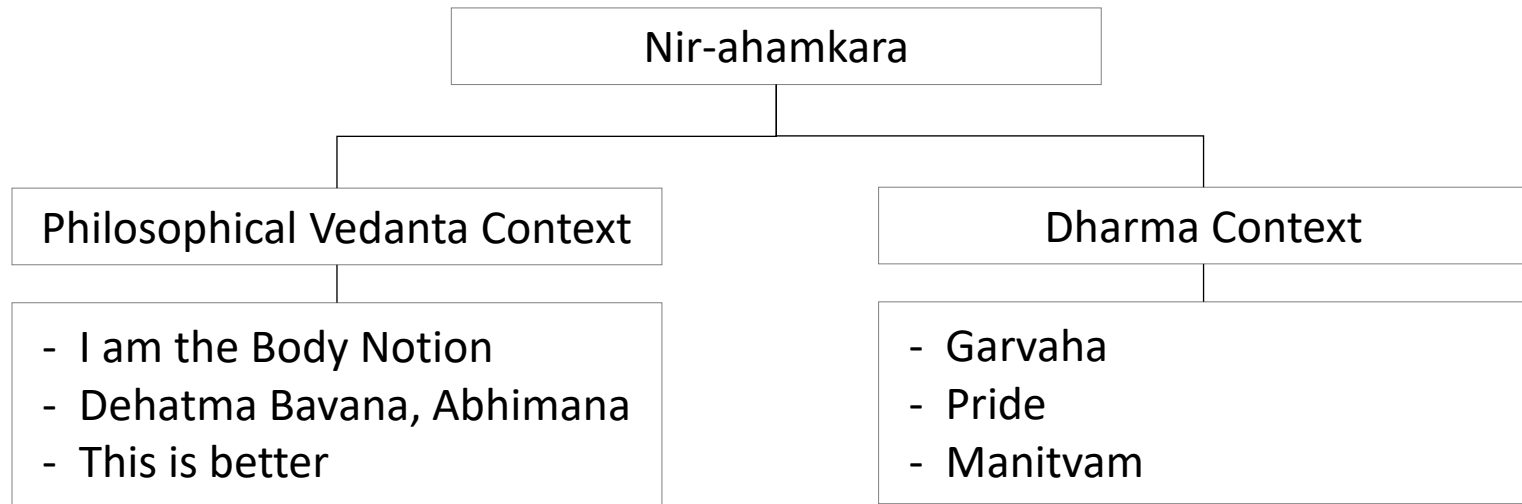 Nir-ahamkara
Philosophical Vedanta Context
- I am the Body Notion
- Dehatma Bavana, Abhimana
- This is better
Dharma Context
- Garvaha
- Pride
- Manitvam